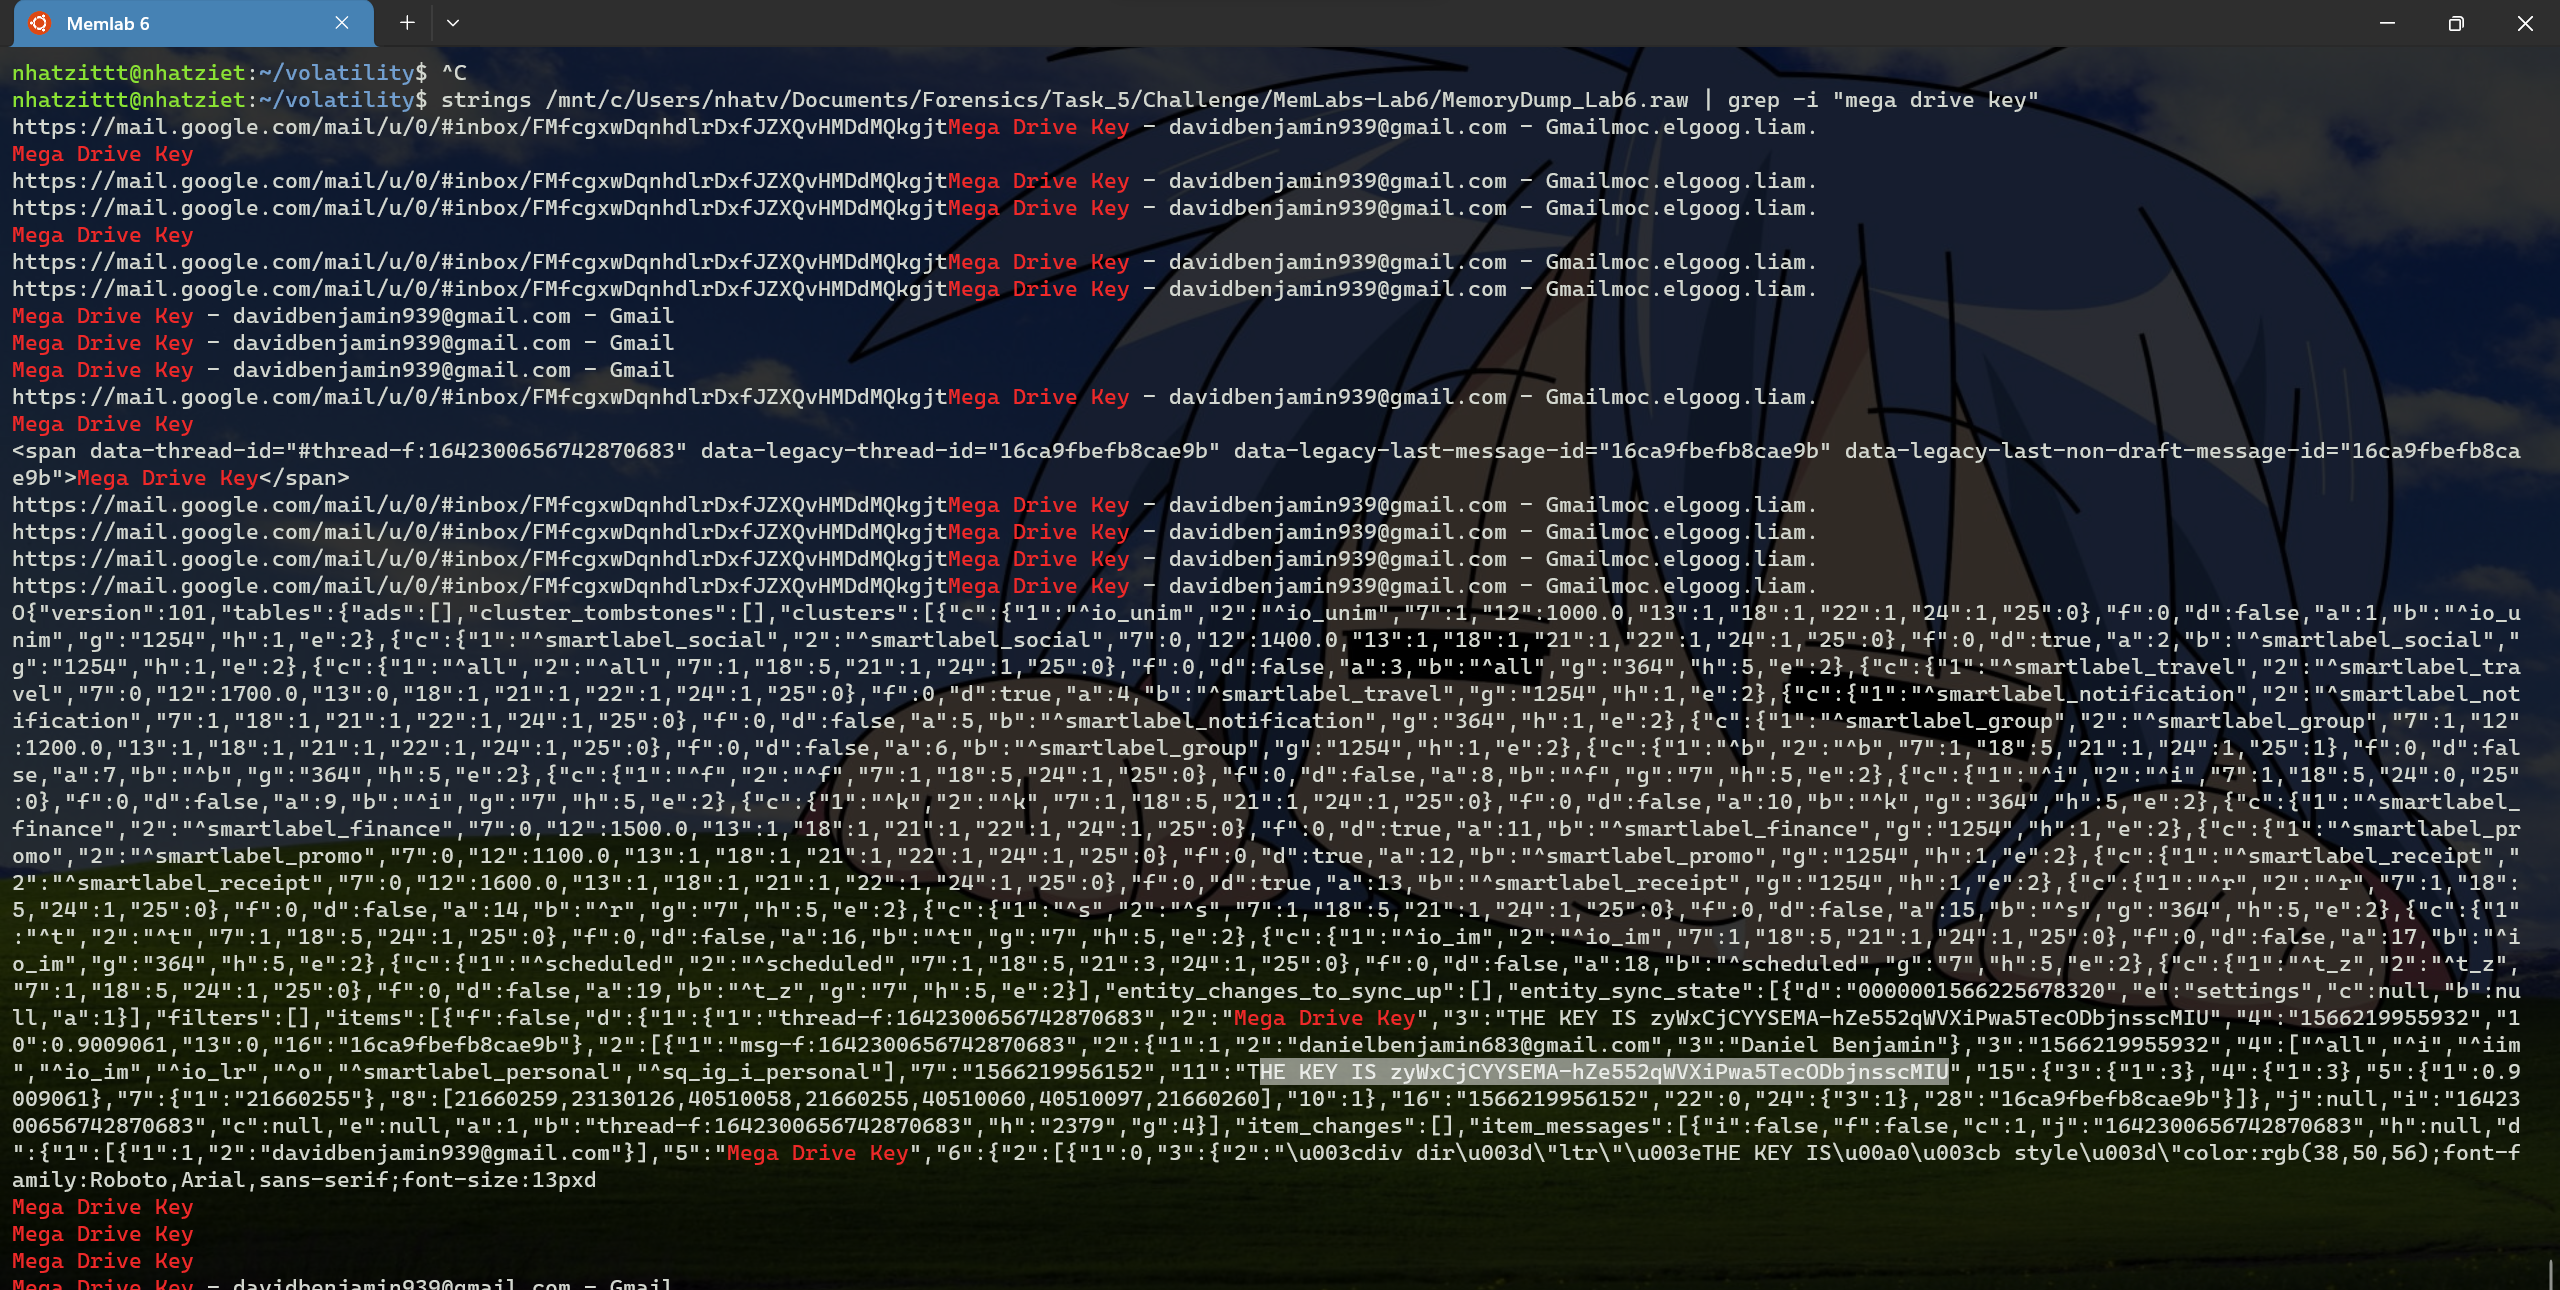 Memlab 6
nhatzittt@nhatziet:~/volatility$ ^C
nhatzittt@nhatziet:~/volatility$ strings /mnt/c/Users/nhatv/Documents/Forensics/Task_5/Challenge/MemLabs-Lab6/MemoryDump_Lab6.raw | grep -i "mega drive key"
https://mail.google.com/mail/u/0/#inbox/FMfcgxwDqnhdlrDxfJZXQvHMDdMQkgjtMega Drive Key - davidbenjamin939@gmail.com - Gmailmoc.elgoog.liam.
Mega Drive Key
https://mail.google.com/mail/u/0/#inbox/FMfcgxwDqnhdlrDxfJZXQvHMDdMQkgjtMega Drive Key - davidbenjamin939@gmail.com - Gmailmoc.elgoog.liam.
https://mail.google.com/mail/u/0/#inbox/FMfcgxwDqnhdlrDxfJZXQvHMDdMQkgjtMega Drive Key - davidbenjamin939@gmail.com - Gmailmoc.elgoog.liam.
Mega Drive Key
https://mail.google.com/mail/u/0/#inbox/FMfcgxwDqnhdlrDxfJZXQvHMDdMQkgjtMega Drive Key - davidbenjamin939@gmail.com - Gmailmoc.elgoog.liam.
https://mail.google.com/mail/u/0/#inbox/FMfcgxwDqnhdlrDxfJZXQvHMDdMQkgjtMega Drive Key - davidbenjamin939@gmail.com - Gmailmoc.elgoog.liam.
Mega Drive Key - davidbenjamin939@gmail.com - Gmail
Mega Drive Key - davidbenjamin939@gmail.com - Gmail
Mega Drive Key - davidbenjamin939@gmail.com - Gmail
https://mail.google.com/mail/u/0/#inbox/FMfcgxwDqnhdlrDxfJZXQvHMDdMQkgjtMega Drive Key - davidbenjamin939@gmail.com - Gmailmoc.elgoog.liam.
Mega Drive Key
<span data-thread-id="#thread-f:1642300656742870683" data-legacy-thread-id="16ca9fbefb8cae9b" data-legacy-last-message-id="16ca9fbefb8cae9b" data-legacy-last-non-draft-message-id="16ca9fbefb8ca
e9b">Mega Drive Key</span>
https://mail.google.com/mail/u/0/#inbox/FMfcgxwDqnhdlrDxfJZXQvHMDdMQkgjtMega Drive Key - davidbenjamin939@gmail.com - Gmailmoc.elgoog.liam.
https://mail.google.com/mail/u/0/#inbox/FMfcgxwDqnhdlrDxfJZXQvHMDdMQkgjtMega Drive Key - davidbenjamin939@gmail.com - Gmailmoc.elgoog.liam.
https://mail.google.com/mail/u/0/#inbox/FMfcgxwDqnhdlrDxfJZXQvHMDdMQkgjtMega Drive Key - davidbenjamin939@gmail.com - Gmailmoc.elgoog.liam.
https://mail.google.com/mail/u/0/#inbox/FMfcgxwDqnhdlrDxfJZXQvHMDdMQkgjtMega Drive Key - davidbenjamin939@gmail.com - Gmailmoc.elgoog.liam.
O{"version":101,"tables":{"ads":[],"cluster_tombstones":[],"clusters":[{"c":{"1":"^io_unim","2":"^io_unim","7":1,"12":1000.0,"13":1,"18":1,"22":1,"24":1,"25":0},"f":0,"d":false,"a":1,"b":"^io_u
nim","g":"1254","h":1,"e":2},{"c":{"1":"^smartlabel_social","2":"^smartlabel_social","7":0,"12":1400.0,"13":1,"18":1,"21":1,"22":1,"24":1,"25":0},"f":0,"d":true,"a":2,"b":"^smartlabel_social","
g":"1254","h":1,"e":2},{"c":{"1":"^all","2":"^all","7":1,"18":5,"21":1,"24":1,"25":0},"f":0,"d":false,"a":3,"b":"^all","g":"364","h":5,"e":2},{"c":{"1":"^smartlabel_travel","2":"^smartlabel_tra
vel","7":0,"12":1700.0,"13":0,"18":1,"21":1,"22":1,"24":1,"25":0},"f":0,"d":true,"a":4,"b":"^smartlabel_travel","g":"1254","h":1,"e":2},{"c":{"1":"^smartlabel_notification","2":"^smartlabel_not
ification","7":1,"18":1,"21":1,"22":1,"24":1,"25":0},"f":0,"d":false,"a":5,"b":"^smartlabel_notification","g":"364","h":1,"e":2},{"c":{"1":"^smartlabel_group","2":"^smartlabel_group","7":1,"12"
:1200.0,"13":1,"18":1,"21":1,"22":1,"24":1,"25":0},"f":0,"d":false,"a":6,"b":"^smartlabel_group","g":"1254","h":1,"e":2},{"c":{"1":"^b","2":"^b","7":1,"18":5,"21":1,"24":1,"25":1},"f":0,"d":fal
se,"a":7,"b":"^b","g":"364","h":5,"e":2},{"c":{"1":"^f","2":"^f","7":1,"18":5,"24":1,"25":0},"f":0,"d":false,"a":8,"b":"^f","g":"7","h":5,"e":2},{"c":{"1":"^i","2":"^i","7":1,"18":5,"24":0,"25"
:0},"f":0,"d":false,"a":9,"b":"^i","g":"7","h":5,"e":2},{"c":{"1":"^k","2":"^k","7":1,"18":5,"21":1,"24":1,"25":0},"f":0,"d":false,"a":10,"b":"^k","g":"364","h":5,"e":2},{"c":{"1":"^smartlabel_
finance","2":"^smartlabel_finance","7":0,"12":1500.0,"13":1,"18":1,"21":1,"22":1,"24":1,"25":0},"f":0,"d":true,"a":11,"b":"^smartlabel_finance","g":"1254","h":1,"e":2},{"c":{"1":"^smartlabel_pr
omo","2":"^smartlabel_promo","7":0,"12":1100.0,"13":1,"18":1,"21":1,"22":1,"24":1,"25":0},"f":0,"d":true,"a":12,"b":"^smartlabel_promo","g":"1254","h":1,"e":2},{"c":{"1":"^smartlabel_receipt","
2":"^smartlabel_receipt","7":0,"12":1600.0,"13":1,"18":1,"21":1,"22":1,"24":1,"25":0},"f":0,"d":true,"a":13,"b":"^smartlabel_receipt","g":"1254","h":1,"e":2},{"c":{"1":"^r","2":"^r","7":1,"18":
5,"24":1,"25":0},"f":0,"d":false,"a":14,"b":"^r","g":"7","h":5,"e":2},{"c":{"1":"^s","2":"^s","7":1,"18":5,"21":1,"24":1,"25":0},"f":0,"d":false,"a":15,"b":"^s","g":"364","h":5,"e":2},{"c":{"1"
:"^t","2":"^t","7":1,"18":5,"24":1,"25":0},"f":0,"d":false,"a":16,"b":"^t","g":"7","h":5,"e":2},{"c":{"1":"^io_im","2":"^io_im","7":1,"18":5,"21":1,"24":1,"25":0},"f":0,"d":false,"a":17,"b":"^i
o_im","g":"364","h":5,"e":2},{"c":{"1":"^scheduled","2":"^scheduled","7":1,"18":5,"21":3,"24":1,"25":0},"f":0,"d":false,"a":18,"b":"^scheduled","g":"7","h":5,"e":2},{"c":{"1":"^t_z","2":"^t_z",
"7":1,"18":5,"24":1,"25":0},"f":0,"d":false,"a":19,"b":"^t_z","g":"7","h":5,"e":2}],"entity_changes_to_sync_up":[],"entity_sync_state":[{"d":"0000001566225678320","e":"settings","c":null,"b":nu
ll,"a":1}],"filters":[],"items":[{"f":false,"d":{"1":{"1":"thread-f:1642300656742870683","2":"Mega Drive Key","3":"THE KEY IS zyWxCjCYYSEMA-hZe552qWVXiPwa5TecODbjnsscMIU","4":"1566219955932","1
0":0.9009061,"13":0,"16":"16ca9fbefb8cae9b"},"2":[{"1":"msg-f:1642300656742870683","2":{"1":1,"2":"danielbenjamin683@gmail.com","3":"Daniel Benjamin"},"3":"1566219955932","4":["^all","^i","^iim
","^io_im","^io_lr","^o","^smartlabel_personal","^sq_ig_i_personal"],"7":"1566219956152","11":"THE KEY IS zyWxCjCYYSEMA-hZe552qWVXiPwa5TecODbjnsscMIU","15":{"3":{"1":3},"4":{"1":3},"5":{"1":0.9
009061},"7":{"1":"21660255"},"8":[21660259,23130126,40510058,21660255,40510060,40510097,21660260],"10":1},"16":"1566219956152","22":0,"24":{"3":1},"28":"16ca9fbefb8cae9b"}]},"j":null,"i":"16423
00656742870683","c":null,"e":null,"a":1,"b":"thread-f:1642300656742870683","h":"2379","g":4}],"item_changes":[],"item_messages":[{"i":false,"f":false,"c":1,"j":"1642300656742870683","h":null,"d
":{"1":[{"1":1,"2":"davidbenjamin939@gmail.com"}],"5":"Mega Drive Key","6":{"2":[{"1":0,"3":{"2":"\u003cdiv dir\u003d\"ltr\"\u003eTHE KEY IS\u00a0\u003cb style\u003d\"color:rgb(38,50,56);font-f
amily:Roboto,Arial,sans-serif;font-size:13pxd
Mega Drive Key
Mega Drive Key
Mega Drive Key
Mega Drive Key - davidbenjamin939@gmail.com - Gmail